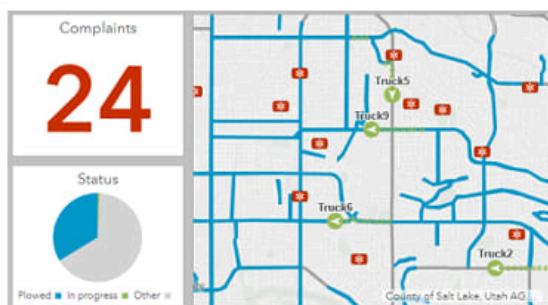 Complaints
24
Status
Plowed In progress Other
Truck5
Truck9
Truck6
Truck2
County of Salt Lake, Utah AG